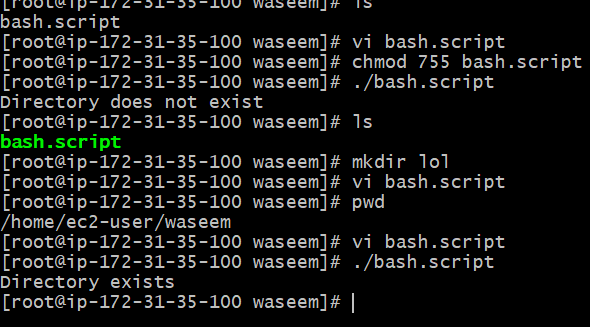 [root@ip-172-31-35-100 waseem]# ls
bash.script
[root@ip-172-31-35-100 waseem]# vi bash.script
[root@ip-172-31-35-100 waseem]# chmod 755 bash.script
[root@ip-172-31-35-100 waseem]# ./bash.script
Directory does not exist
[root@ip-172-31-35-100 waseem]# ls
bash.script
[root@ip-172-31-35-100 waseem]# mkdir lol
[root@ip-172-31-35-100 waseem]# vi bash.script
[root@ip-172-31-35-100 waseem]# pwd
/home/ec2-user/waseem
[root@ip-172-31-35-100 waseem]# vi bash.script
[root@ip-172-31-35-100 waseem]# ./bash.script
Directory exists
[root@ip-172-31-35-100 waseem]#